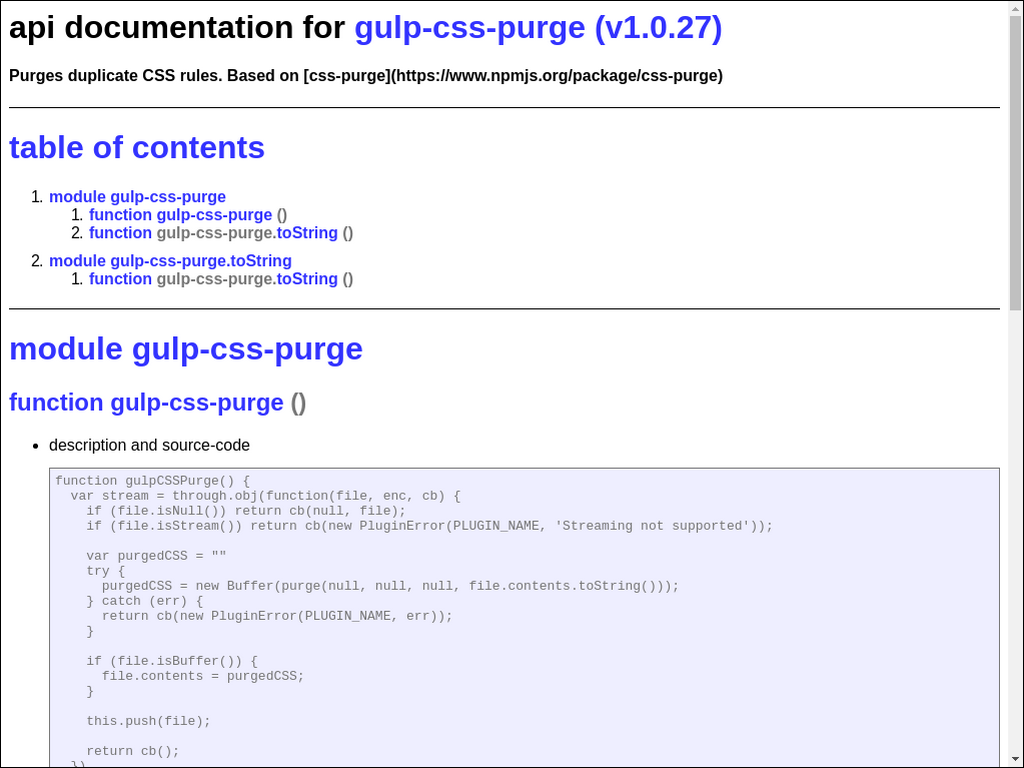 api documentation for gulp-css-purge (v1.0.27)
Purges duplicate CSS rules. Based on [css-purge](https://www.npmjs.org/package/css-purge)
table of contents
1. module gulp-css-purge
1. function gulp-css-purge ()
2. function gulp-css-purge.toString ()
2. module gulp-css-purge.toString
1. function gulp-css-purge.toString ()
module gulp-css-purge
function gulp-css-purge ()
• description and source-code
function gulpCSSPurge() {
  var stream = through.obj(function(file, enc, cb) {
    if (file.isNull()) return cb(null, file);
    if (file.isStream()) return cb(new PluginError(PLUGIN_NAME, 'Streaming not supported'));
    var purgedCSS = ""
    try {
      purgedCSS = new Buffer(purge(null, null, null, file.contents.toString()));
    } catch (err) {
      return cb(new PluginError(PLUGIN_NAME, err));
    }
    if (file.isBuffer()) {
      file.contents = purgedCSS;
    }
    this.push(file);
    return cb();
  })